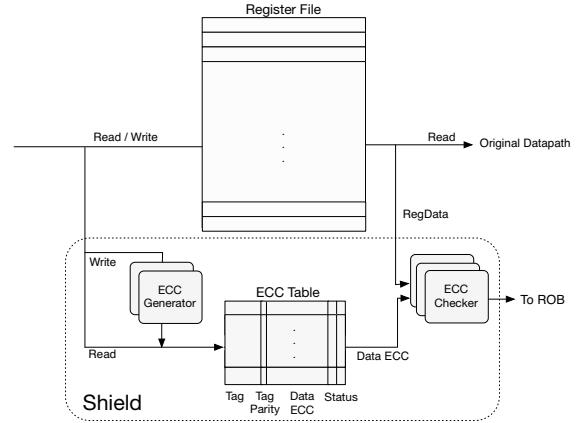 Register File
Read / Write
Read
Original Datapath
RegData
Write
ECC
Generator
ECC Table
ECC
Checker
To ROB
Read
Data ECC
Tag
Tag
Parity
Data
ECC
Status
Shield